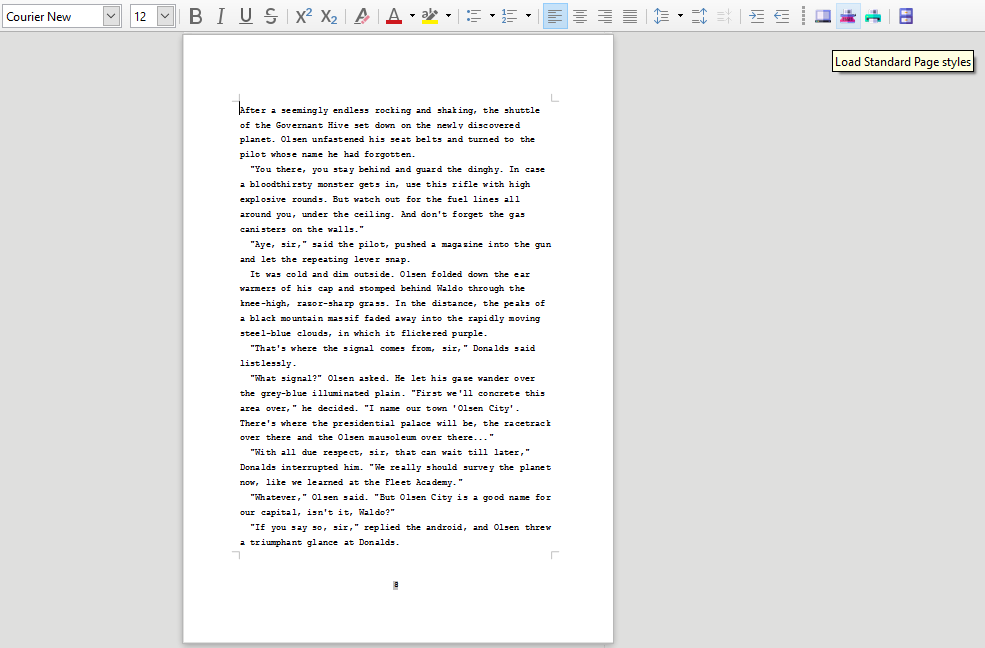 Courier New
12
B I U S X² X₂ A A ab
Load Standard Page styles
After a seemingly endless rocking and shaking, the shuttle
of the Governant Hive set down on the newly discovered
planet. Olsen unfastened his seat belts and turned to the
pilot whose name he had forgotten.
"You there, you stay behind and guard the dinghy. In case
a bloodthirsty monster gets in, use this rifle with high
explosive rounds. But watch out for the fuel lines all
around you, under the ceiling. And don't forget the gas
canisters on the walls."
"Aye, sir," said the pilot, pushed a magazine into the gun
and let the repeating lever snap.
It was cold and dim outside. Olsen folded down the ear
warmers of his cap and stomped behind Waldo through the
knee-high, razor-sharp grass. In the distance, the peaks of
a black mountain massif faded away into the rapidly moving
steel-blue clouds, in which it flickered purple.
"That's where the signal comes from, sir," Donalds said
listlessly.
"What signal?" Olsen asked. He let his gaze wander over
the grey-blue illuminated plain. "First we'll concrete this
area over," he decided. "I name our town 'Olsen City'.
There's where the presidential palace will be, the racetrack
over there and the Olsen mausoleum over there..."
"With all due respect, sir, that can wait till later,"
Donalds interrupted him. "We really should survey the planet
now, like we learned at the Fleet Academy."
"Whatever," Olsen said. "But Olsen City is a good name for
our capital, isn't it, Waldo?"
"If you say so, sir," replied the android, and Olsen threw
a triumphant glance at Donalds.
8